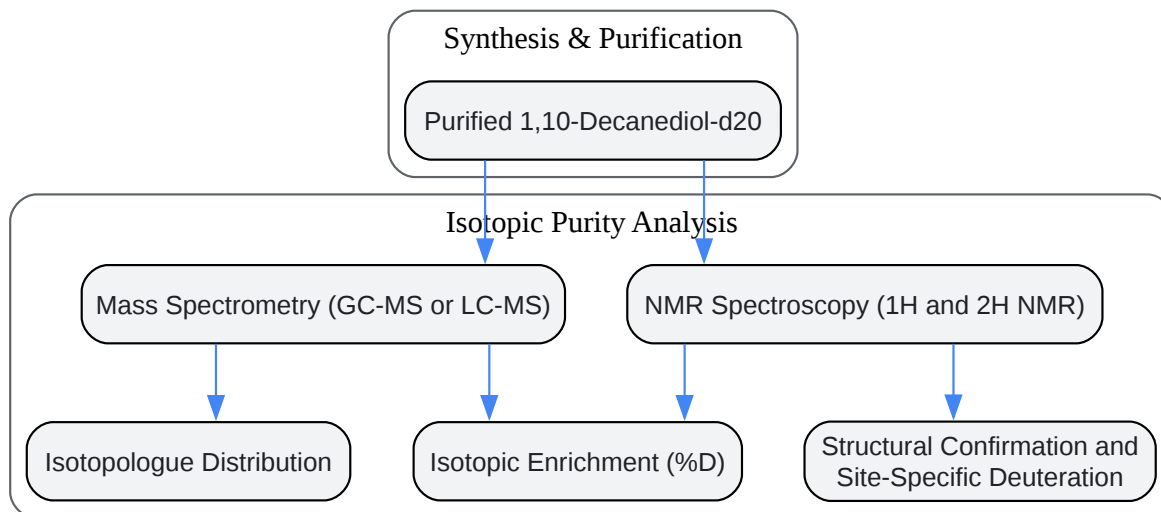 Synthesis & Purification
Purified 1,10-Decanediol-d20
Isotopic Purity Analysis
Mass Spectrometry (GC-MS or LC-MS)
NMR Spectroscopy (1H and 2H NMR)
Isotopologue Distribution
Isotopic Enrichment (%D)
Structural Confirmation and
Site-Specific Deuteration